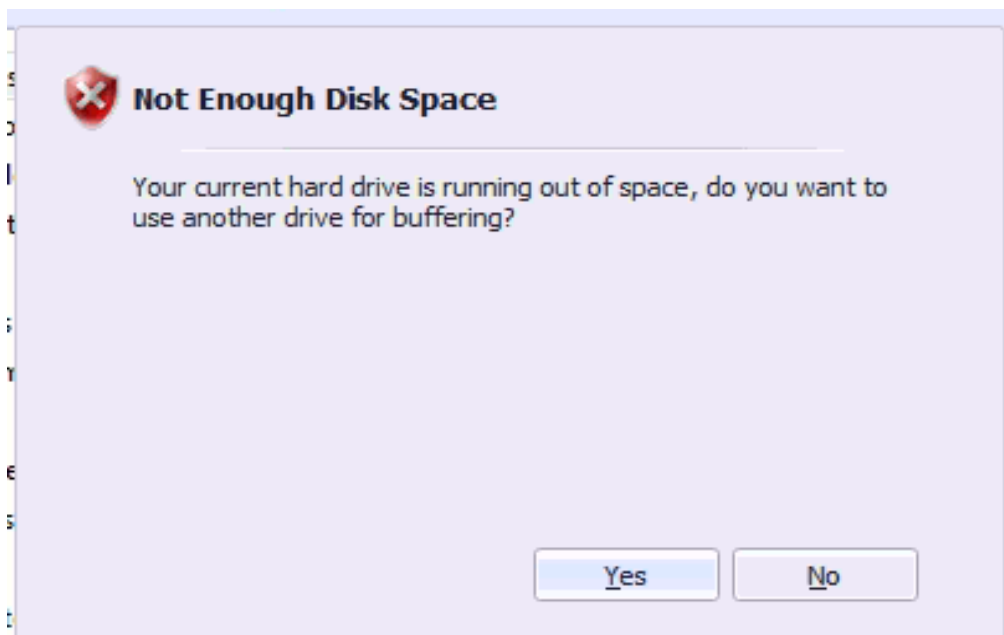 Not Enough Disk Space
Your current hard drive is running out of space, do you want to
use another drive for buffering?
Yes
No